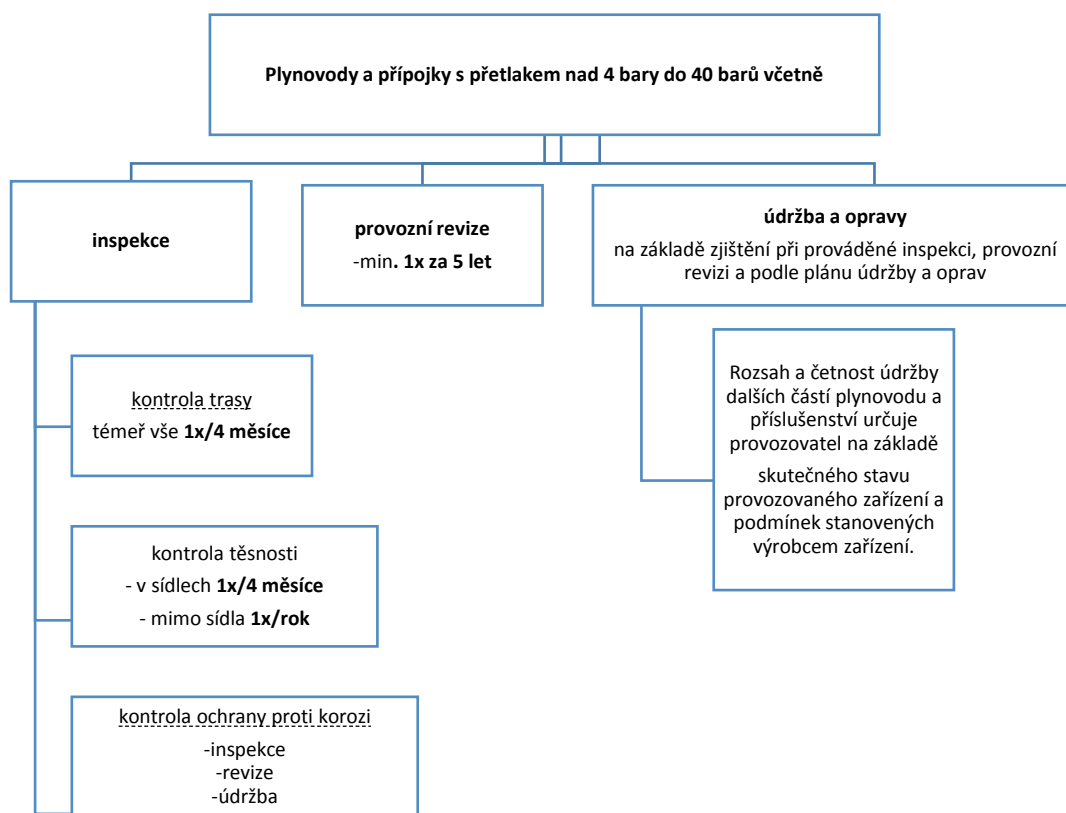 Plynovody a přípojky s přetlakem nad 4 bary do 40 barů včetně
inspekce
provozní revize
-min. 1x za 5 let
údržba a opravy
na základě zjištění při prováděné inspekci, provozní
revizi a podle plánu údržby a oprav
kontrola trasy
témeř vše 1x/4 měsíce
kontrola těsnosti
- v sídlech 1x/4 měsíce
- mimo sídla 1x/rok
kontrola ochrany proti korozi
-inspekce
-revize
-údržba
Rozsah a četnost údržby
dalších částí plynovodu a
příslušenství určuje
provozovatel na základě
skutečného stavu
provozovaného zařízení a
podmínek stanovených
výrobcem zařízení.